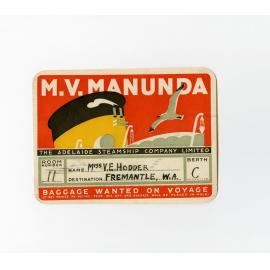 M.V. MANUNDA
THE ADELAIDE STEAMSHIP COMPANY LIMITED
ROOM NUMBER 11 NAME MISS V.E. HODDER BERTH C
DESTINATION FREMANTLE, W.A.
BAGGAGE WANTED ON VOYAGE